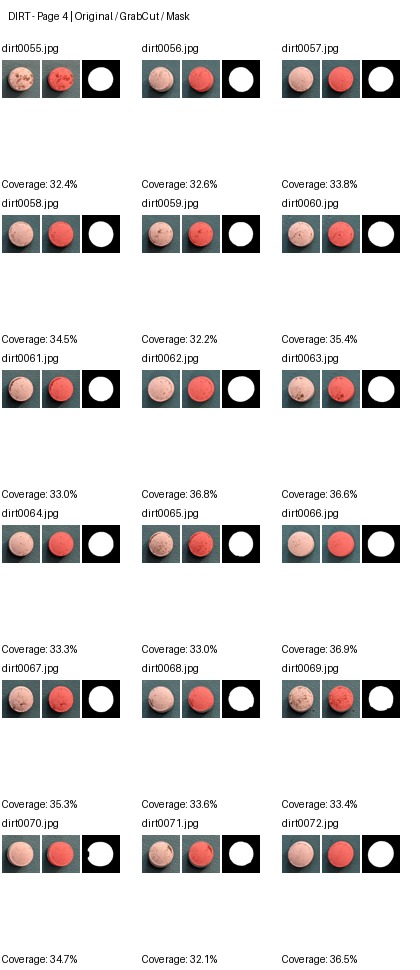 DIRT - Page 4 | Original / GrabCut / Mask
dirt0055.jpg dirt0056.jpg dirt0057.jpg
Coverage: 32.4% Coverage: 32.6% Coverage: 33.8%
dirt0058.jpg dirt0059.jpg dirt0060.jpg
Coverage: 34.5% Coverage: 32.2% Coverage: 35.4%
dirt0061.jpg dirt0062.jpg dirt0063.jpg
Coverage: 33.0% Coverage: 36.8% Coverage: 36.6%
dirt0064.jpg dirt0065.jpg dirt0066.jpg
Coverage: 33.3% Coverage: 33.0% Coverage: 36.9%
dirt0067.jpg dirt0068.jpg dirt0069.jpg
Coverage: 35.3% Coverage: 33.6% Coverage: 33.4%
dirt0070.jpg dirt0071.jpg dirt0072.jpg
Coverage: 34.7% Coverage: 32.1% Coverage: 36.5%